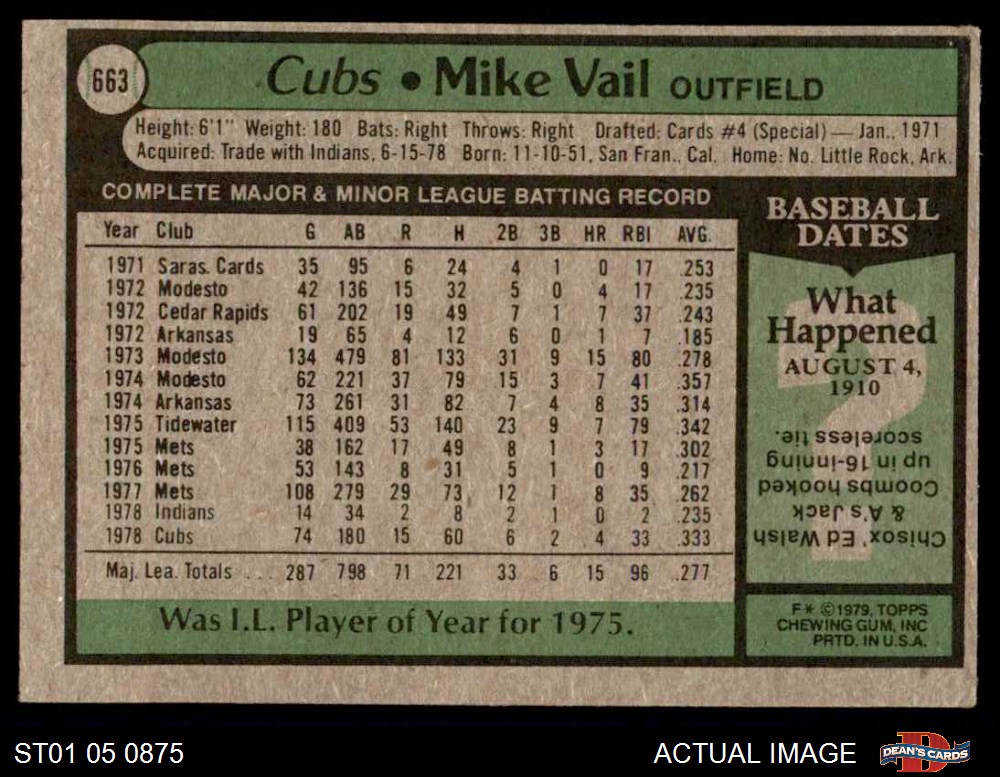 663
Cubs • Mike Vail OUTFIELD
Height: 6'1" Weight: 180 Bats: Right Throws: Right Drafted: Cards #4 (Special) — Jan., 1971
Acquired: Trade with Indians, 6-15-78 Born: 11-10-51, San Fran., Cal. Home: No. Little Rock, Ark.
COMPLETE MAJOR & MINOR LEAGUE BATTING RECORD
Year Club G AB R H 2B 3B HR RBI AVG.
1971 Saras. Cards 35 95 6 24 4 1 0 17 .253
1972 Modesto 42 136 15 32 5 0 4 17 .235
1972 Cedar Rapids 61 202 19 49 7 1 7 37 .243
1972 Arkansas 19 65 4 12 6 0 1 7 .185
1973 Modesto 134 479 81 133 31 9 15 80 .278
1974 Modesto 62 221 37 79 15 3 7 41 .357
1974 Arkansas 73 261 31 82 7 4 8 35 .314
1975 Tidewater 115 409 53 140 23 9 7 79 .342
1975 Mets 38 162 17 49 8 1 3 17 .302
1976 Mets 53 143 8 31 5 1 0 9 .217
1977 Mets 108 279 29 73 12 1 8 35 .262
1978 Indians 14 34 2 8 2 1 0 2 .235
1978 Cubs 74 180 15 60 6 2 4 33 .333
Maj. Lea. Totals ... 287 798 71 221 33 6 15 96 .277
Was I.L. Player of Year for 1975.
BASEBALL
DATES
What
Happened
AUGUST 4,
1910
?
Chisox' Ed Walsh
& A's Jack
Coombs hooked
up in 16-inning
scoreless tie.
F* ©1979, TOPPS
CHEWING GUM, INC
PRTD. IN U.S.A.
ST01 05 0875
ACTUAL IMAGE
D
DEAN'S CARDS